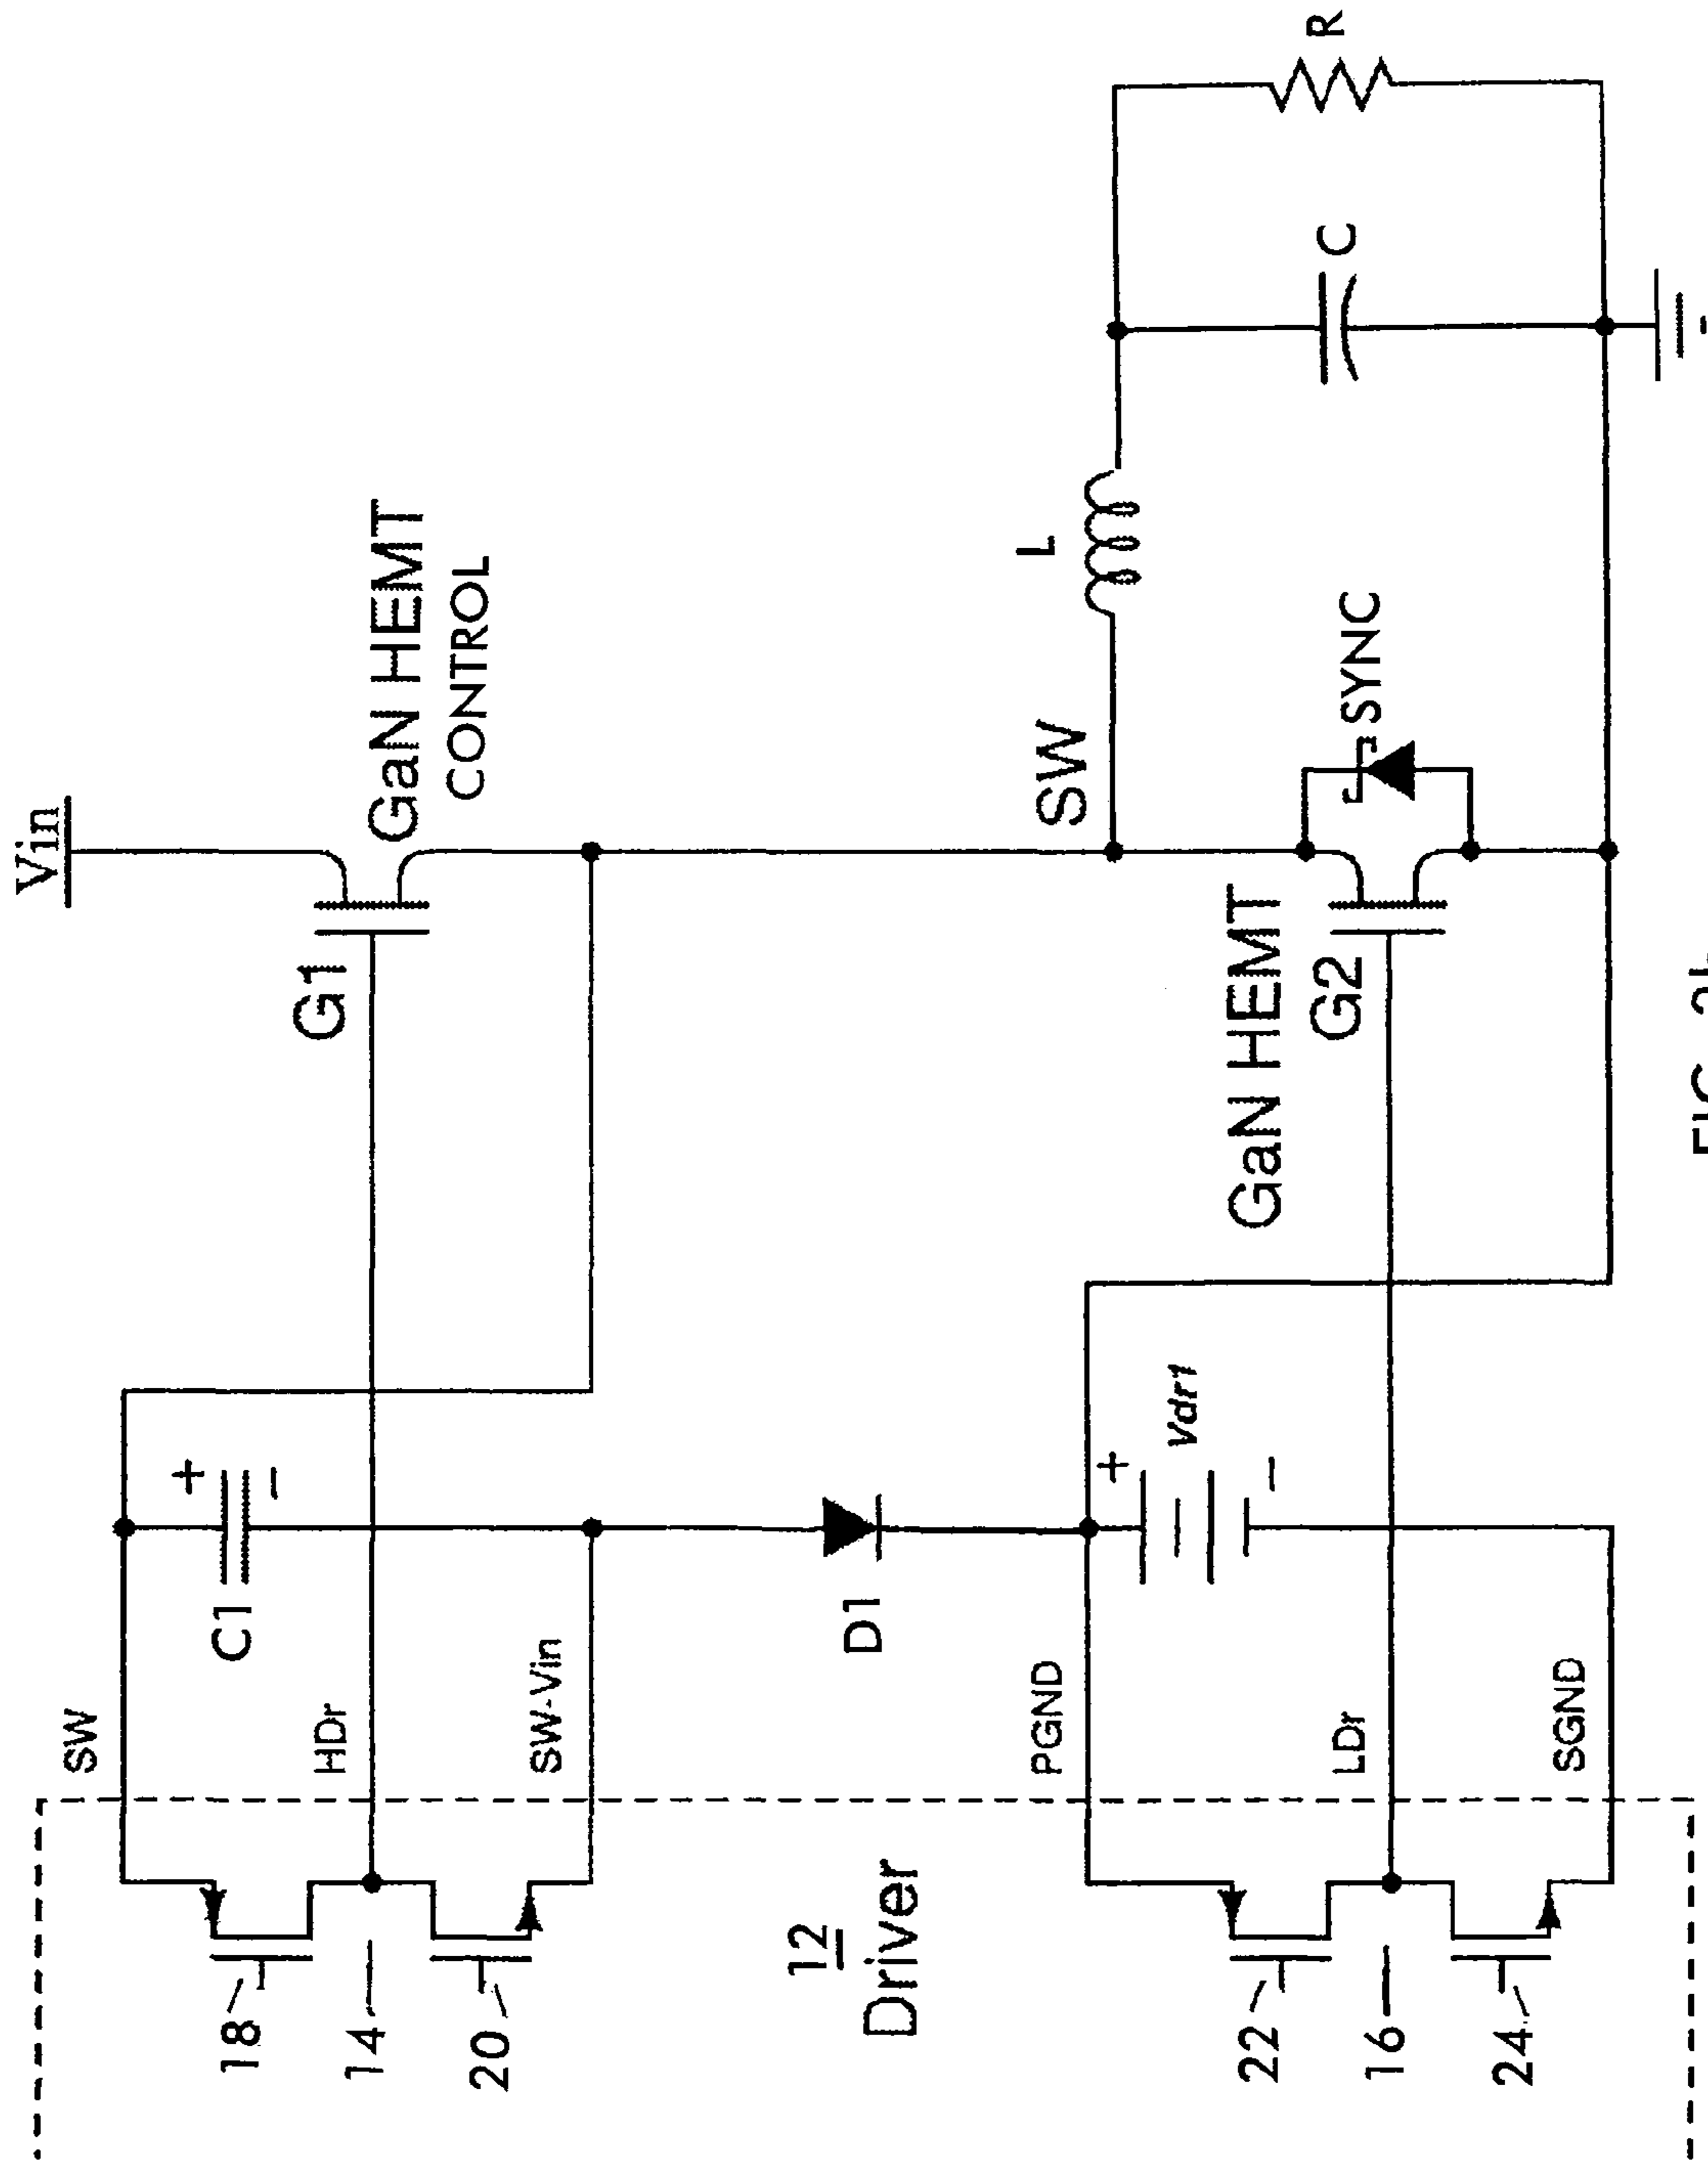 Vin
G1
GaN HEMT
CONTROL
SW
L
C
R
GaN HEMT
G2
SYNC
SW
C1
+
−
HDr
SW-Vin
D1
PGND
+
Vdr1
−
LDr
SGND
18
14
20
12
Driver
22
16
24